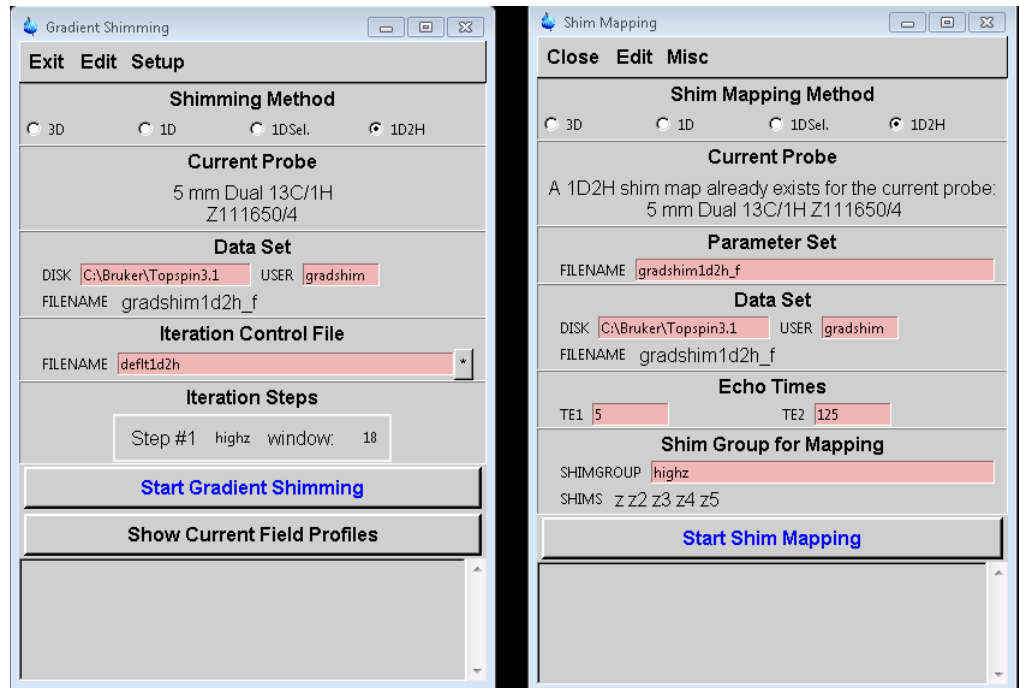 Gradient Shimming
Exit Edit Setup
Shimming Method
3D 1D 1DSel. 1D2H
Current Probe
5 mm Dual 13C/1H
Z111650/4
Data Set
DISK C:\Bruker\Topspin3.1 USER gradshim
FILENAME gradshim1d2h_f
Iteration Control File
FILENAME deflt1d2h *
Iteration Steps
Step #1 highz window: 18
Start Gradient Shimming
Show Current Field Profiles
Shim Mapping
Close Edit Misc
Shim Mapping Method
3D 1D 1DSel. 1D2H
Current Probe
A 1D2H shim map already exists for the current probe:
5 mm Dual 13C/1H Z111650/4
Parameter Set
FILENAME gradshim1d2h_f
Data Set
DISK C:\Bruker\Topspin3.1 USER gradshim
FILENAME gradshim1d2h_f
Echo Times
TE1 5 TE2 125
Shim Group for Mapping
SHIMGROUP highz
SHIMS z z2 z3 z4 z5
Start Shim Mapping